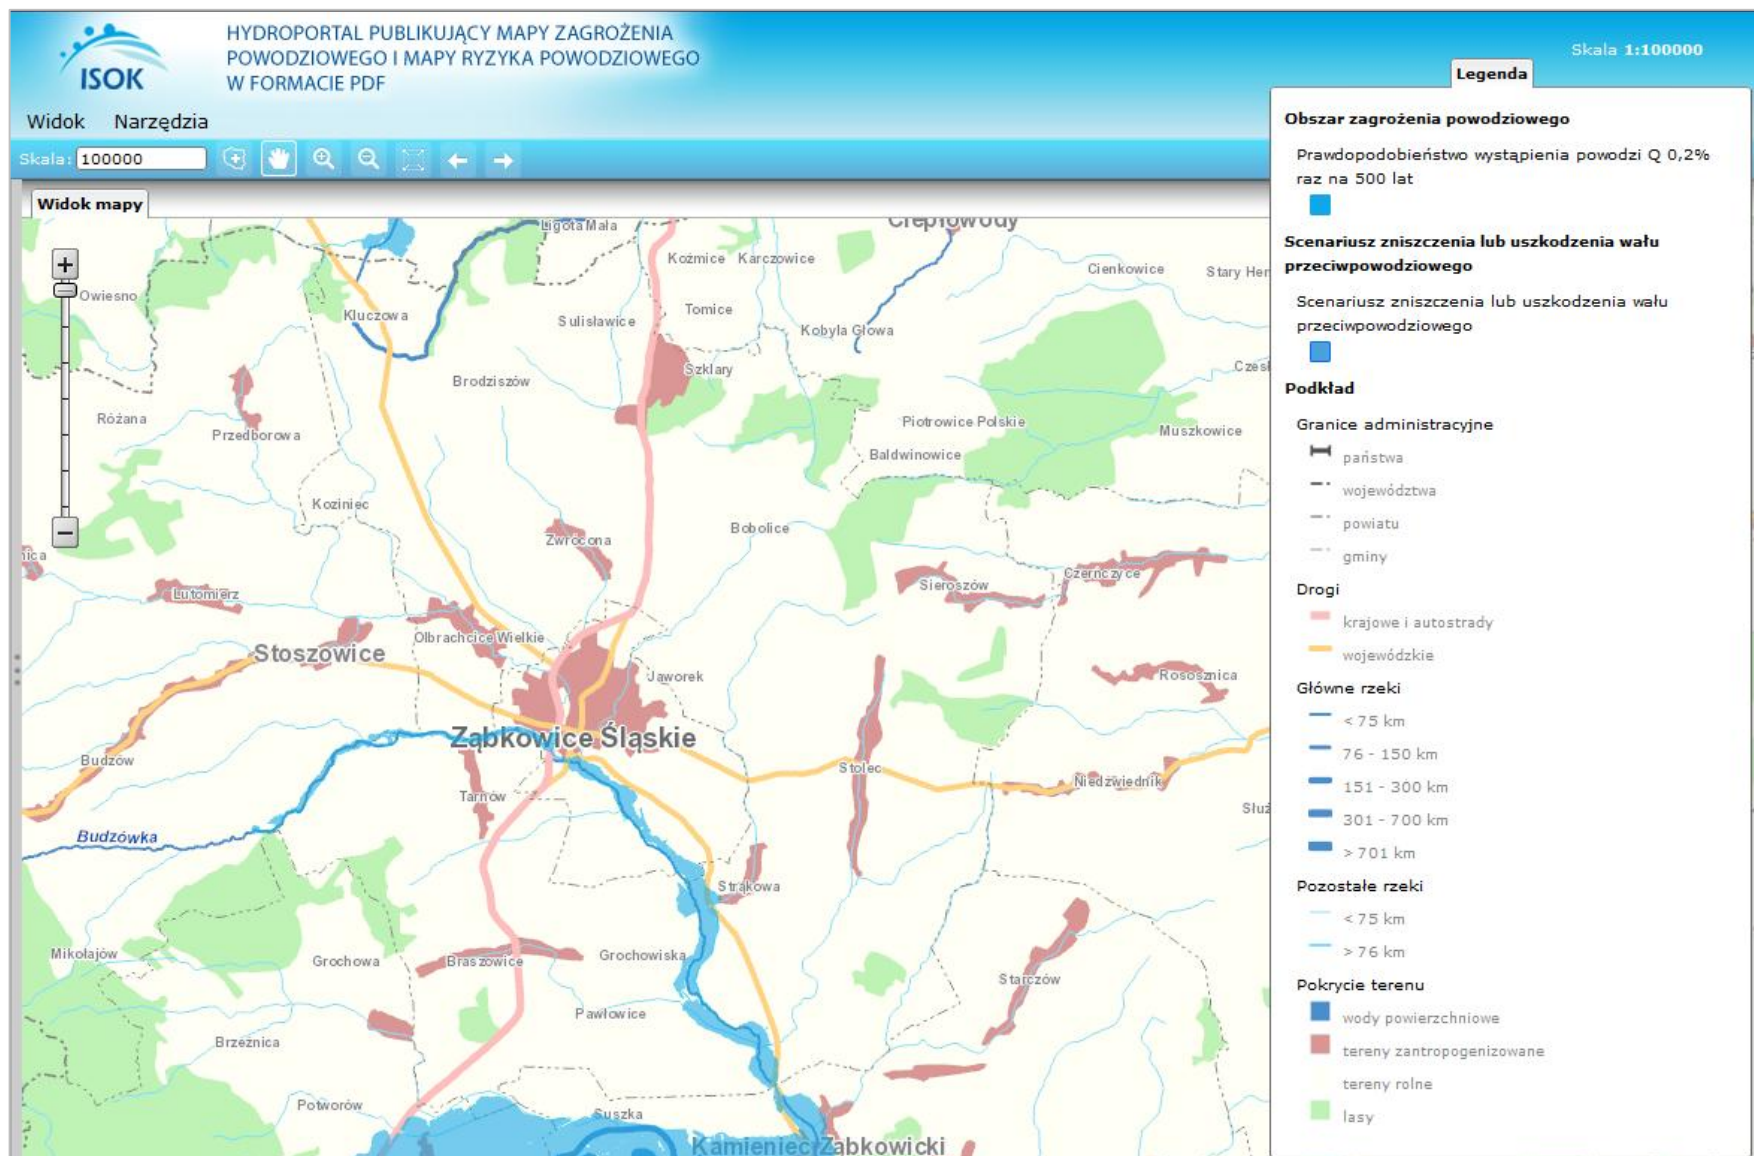 ISOK
HYDROPORTAL PUBLIKUJĄCY MAPY ZAGROŻENIA
POWODZIOWEGO I MAPY RYZYKA POWODZIOWEGO
W FORMACIE PDF
Skala 1:100000
Widok Narzędzia
Skala: 100000
Widok mapy
Ligota Mała
Ciepłowody
Koźmice
Karczowice
Cienkowice
Stary Hen
Owiesno
Kluczowa
Sulisławice
Tomice
Kobyla Głowa
Brodziszów
Szklary
Różana
Przedborowa
Piotrowice Polskie
Muszkowice
Baldwinowice
Koziniec
Zwrócona
Bobolice
Lutomierz
Sieroszów
Czernczyce
Olbrachcice Wielkie
Stoszowice
Jaworek
Rososznica
Ząbkowice Śląskie
Budzów
Stolec
Niedźwiednik
Tarnów
Służ
Budzówka
Strąkowa
Mikołajów
Grochowa
Braszowice
Grochowiska
Starczów
Pawłowice
Brzeźnica
Potworów
Suszka
Kamieniec Ząbkowicki
Legenda
Obszar zagrożenia powodziowego
Prawdopodobieństwo wystąpienia powodzi Q 0,2%
raz na 500 lat
Scenariusz zniszczenia lub uszkodzenia wału
przeciwpowodziowego
Scenariusz zniszczenia lub uszkodzenia wału
przeciwpowodziowego
Podkład
Granice administracyjne
państwa
województwa
powiatu
gminy
Drogi
krajowe i autostrady
wojewódzkie
Główne rzeki
< 75 km
76 - 150 km
151 - 300 km
301 - 700 km
> 701 km
Pozostałe rzeki
< 75 km
> 76 km
Pokrycie terenu
wody powierzchniowe
tereny zantropogenizowane
tereny rolne
lasy